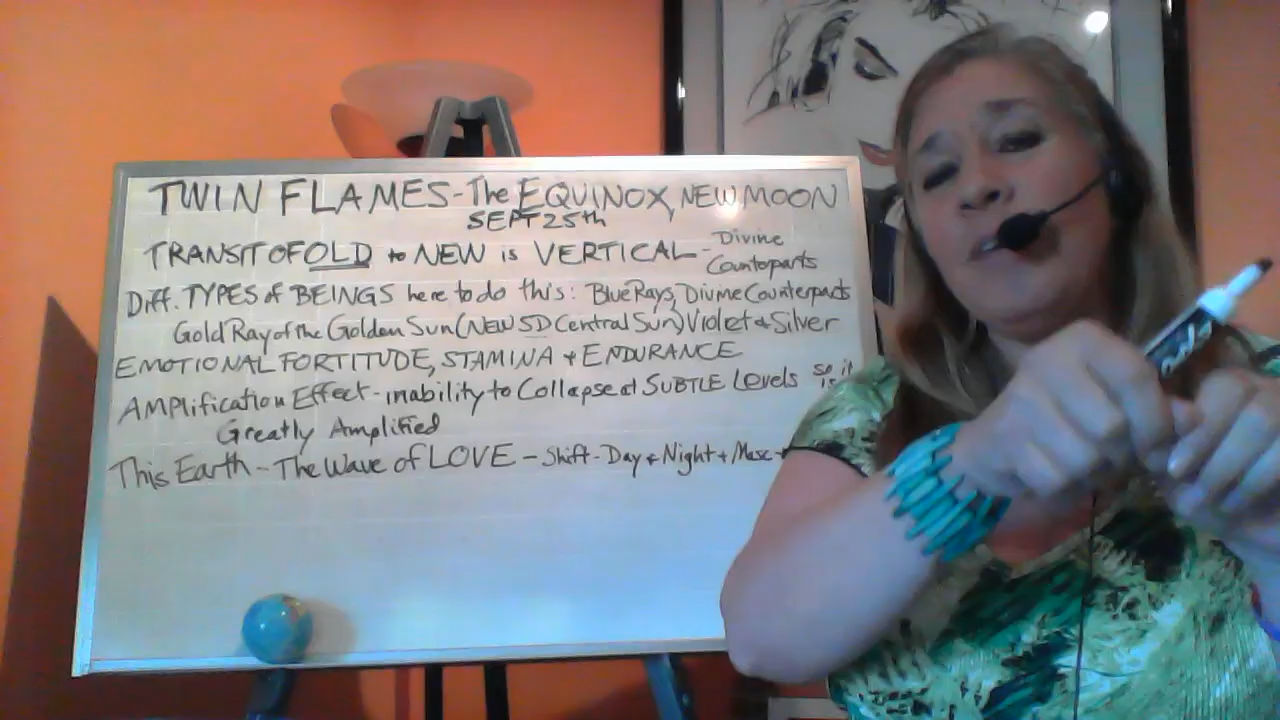 TWIN FLAMES - The EQUINOX, NEW MOON
SEPT 25th
TRANSIT OF OLD to NEW is VERTICAL - Divine
Counterparts
Diff. TYPES of BEINGS here to do this: Blue Rays, Divine Counterparts
Gold Ray of the Golden Sun (NEW 5D Central Sun) Violet & Silver
EMOTIONAL FORTITUDE, STAMINA + ENDURANCE
AMPlification Effect - inability to Collapse at SUBTLE Levels so it
is
Greatly Amplified
This Earth - The Wave of LOVE - Shift - Day & Night + Masc +